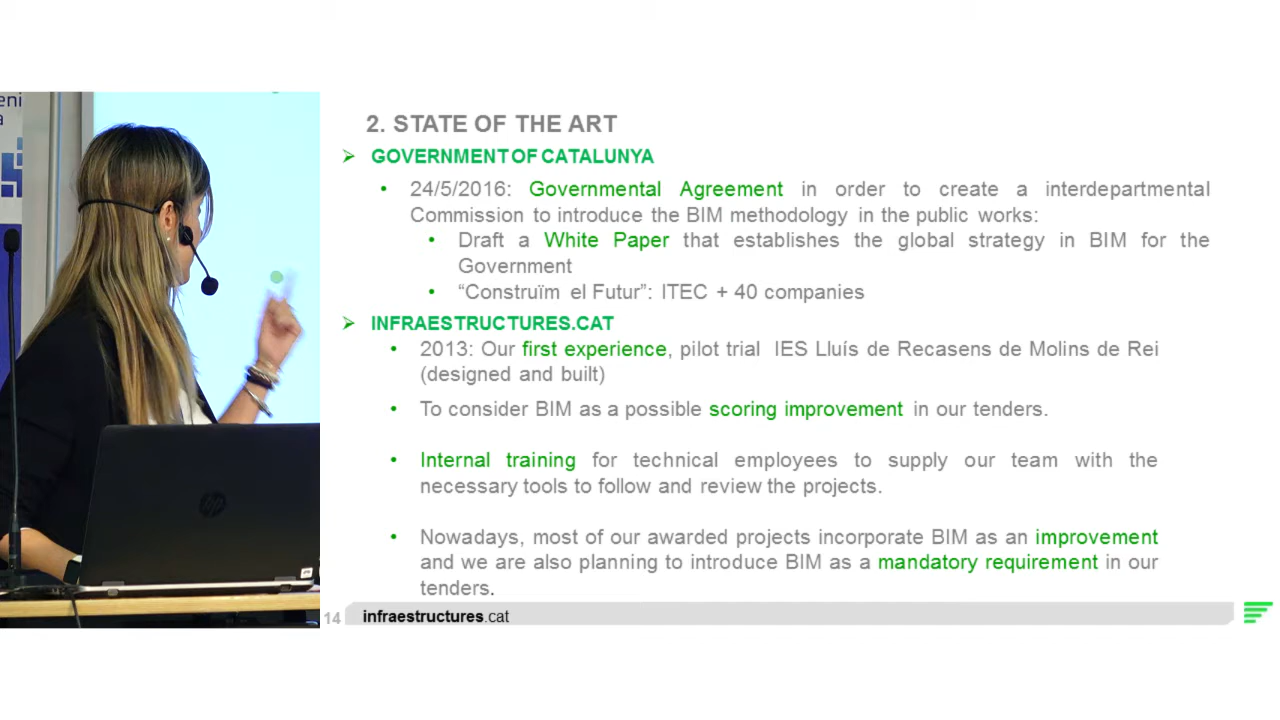 eni
a
2. STATE OF THE ART
➢ GOVERNMENT OF CATALUNYA
• 24/5/2016: Governmental Agreement in order to create a interdepartmental
Commission to introduce the BIM methodology in the public works:
• Draft a White Paper that establishes the global strategy in BIM for the
Government
• “Construïm el Futur”: ITEC + 40 companies
➢ INFRAESTRUCTURES.CAT
• 2013: Our first experience, pilot trial IES Lluís de Recasens de Molins de Rei
(designed and built)
• To consider BIM as a possible scoring improvement in our tenders.
• Internal training for technical employees to supply our team with the
necessary tools to follow and review the projects.
• Nowadays, most of our awarded projects incorporate BIM as an improvement
and we are also planning to introduce BIM as a mandatory requirement in our
tenders.
14 infraestructures.cat
hp